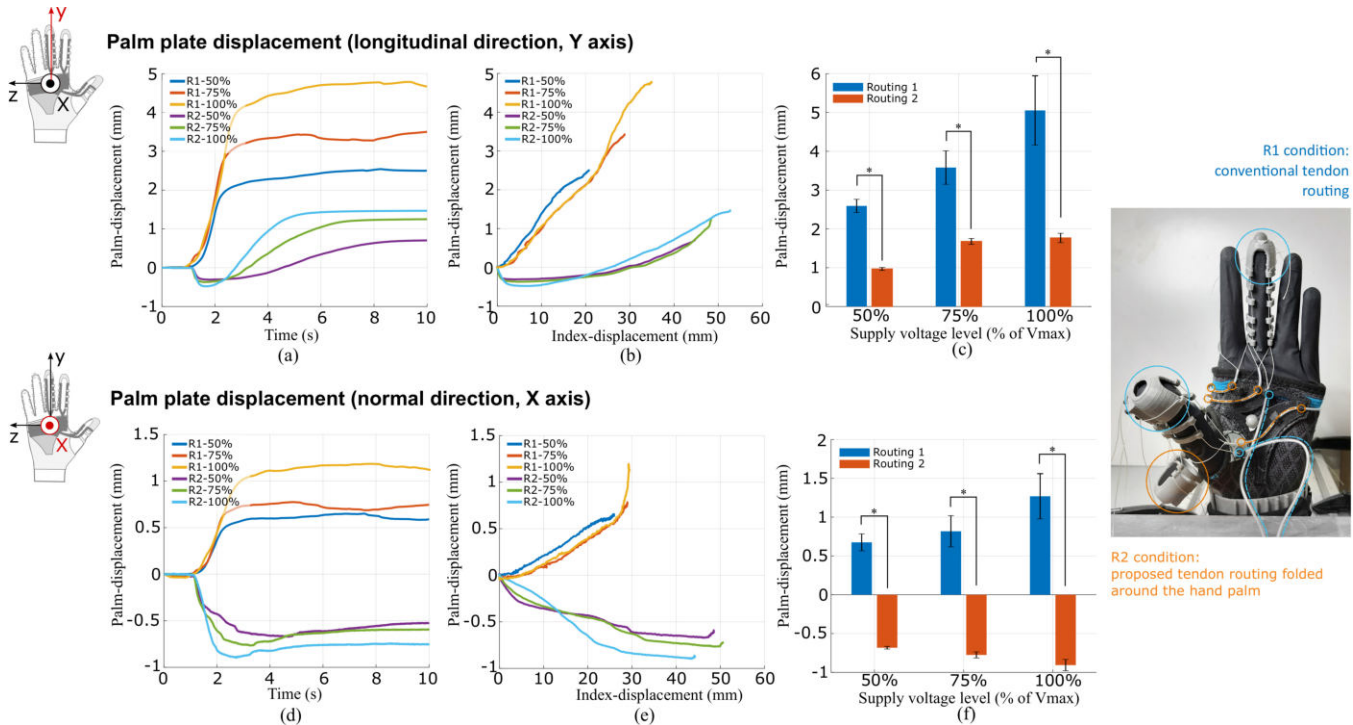 y
z
X
Palm plate displacement (longitudinal direction, Y axis)
Palm-displacement (mm)
5
4
3
2
1
0
-1
R1-50%
R1-75%
R1-100%
R2-50%
R2-75%
R2-100%
0 2 4 6 8 10
Time (s)
(a)
Palm-displacement (mm)
5
4
3
2
1
0
-1
R1-50%
R1-75%
R1-100%
R2-50%
R2-75%
R2-100%
0 10 20 30 40 50 60
Index-displacement (mm)
(b)
Palm-displacement (mm)
6
5
4
3
2
1
0
Routing 1
Routing 2
*
*
*
50% 75% 100%
Supply voltage level (% of Vmax)
(c)
R1 condition:
conventional tendon
routing
y
z
X
Palm plate displacement (normal direction, X axis)
Palm-displacement (mm)
1.5
1
0.5
0
-0.5
-1
R1-50%
R1-75%
R1-100%
R2-50%
R2-75%
R2-100%
0 2 4 6 8 10
Time (s)
(d)
Palm-displacement (mm)
1.5
1
0.5
0
-0.5
-1
R1-50%
R1-75%
R1-100%
R2-50%
R2-75%
R2-100%
0 10 20 30 40 50 60
Index-displacement (mm)
(e)
Palm-displacement (mm)
2
1.5
1
0.5
0
-0.5
-1
Routing 1
Routing 2
*
*
*
50% 75% 100%
Supply voltage level (% of Vmax)
(f)
R2 condition:
proposed tendon routing folded
around the hand palm